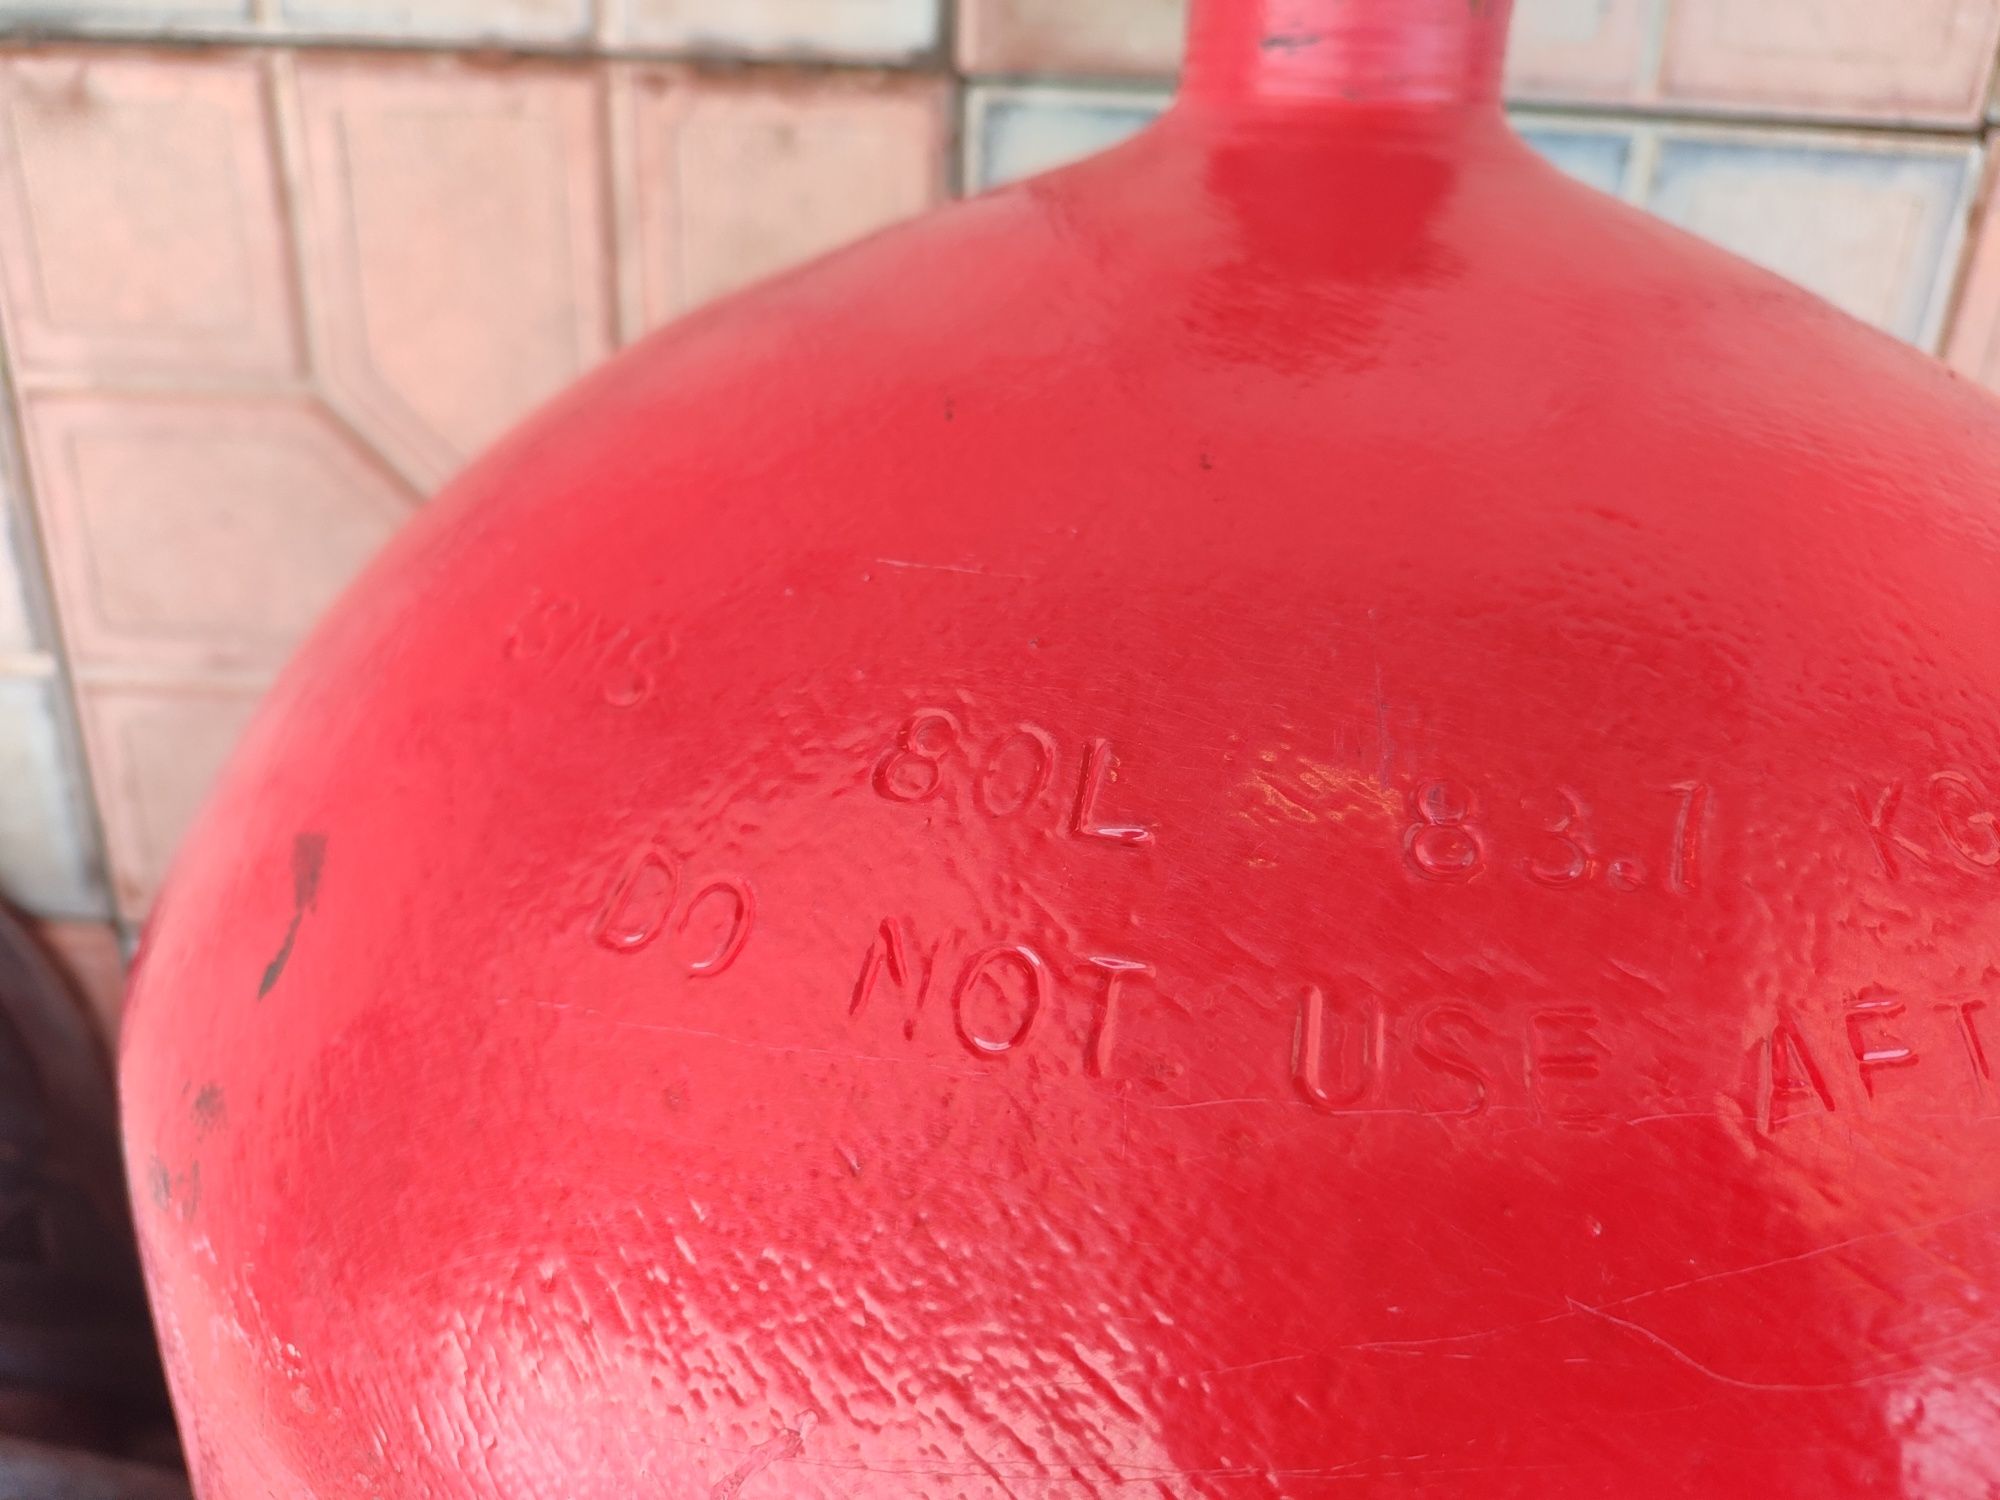 80L 83.1 KG
DO NOT USE AFT